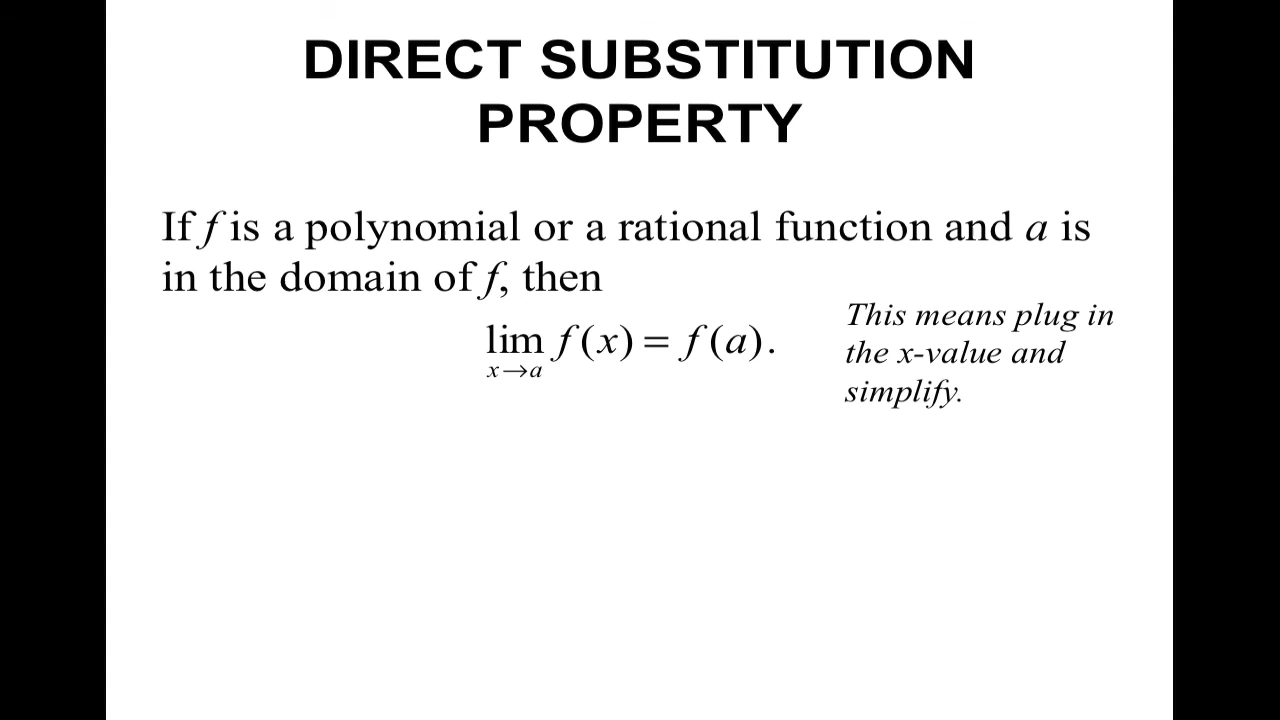 DIRECT SUBSTITUTION
PROPERTY
If f is a polynomial or a rational function and a is
in the domain of f, then
lim f(x) = f(a).
x→a
This means plug in
the x-value and
simplify.